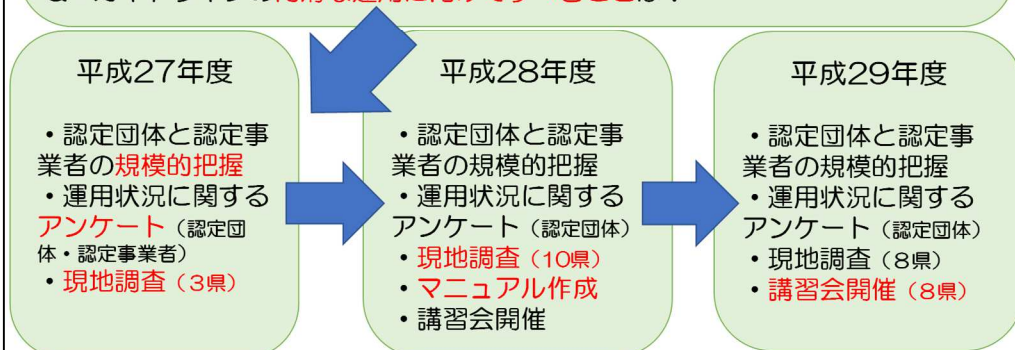 平成27年度
・認定団体と認定事
業者の規模的把握
・運用状況に関する
アンケート（認定団
体・認定事業者）
・現地調査（3県）
平成28年度
・認定団体と認定事
業者の規模的把握
・運用状況に関する
アンケート（認定団体）
・現地調査（10県）
・マニュアル作成
・講習会開催
平成29年度
・認定団体と認定事
業者の規模的把握
・運用状況に関する
アンケート（認定団体）
・現地調査（8県）
・講習会開催（8県）